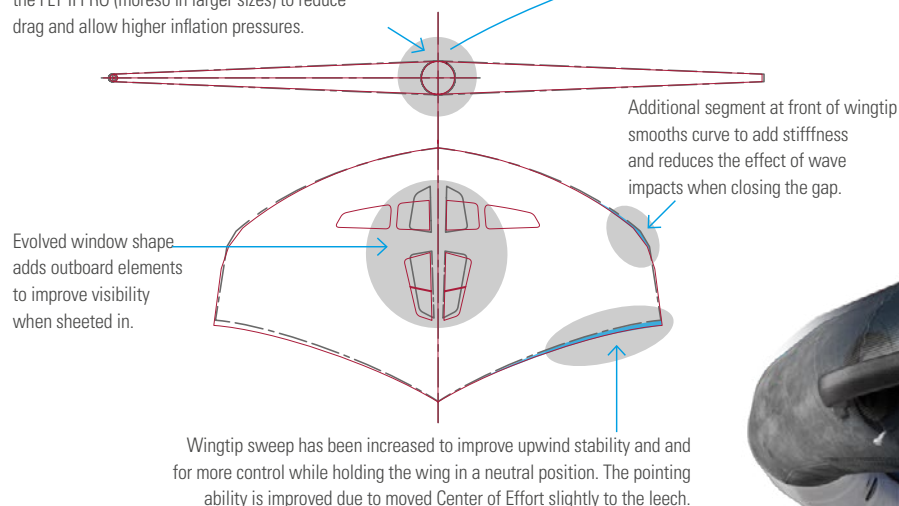 drag and allow higher inflation pressures.
Additional segment at front of wingtip
smooths curve to add stifffness
and reduces the effect of wave
impacts when closing the gap.
Evolved window shape
adds outboard elements
to improve visibility
when sheeted in.
Wingtip sweep has been increased to improve upwind stability and and
for more control while holding the wing in a neutral position. The pointing
ability is improved due to moved Center of Effort slightly to the leech.